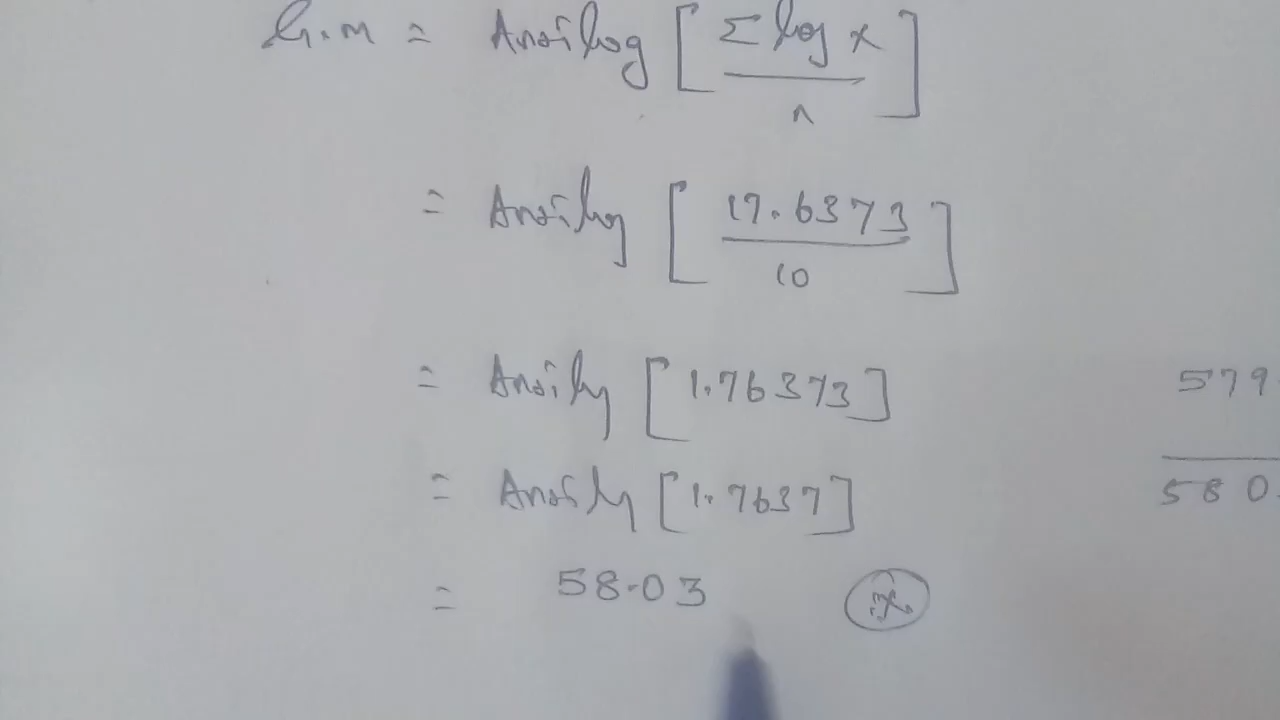 G.M = Antilog [ Σ log x / n ]
= Antilog [ 17.6373 / 10 ]
= Antilog [ 1.76373 ]
579
= Antilog [ 1.7637 ]
580
= 58.03